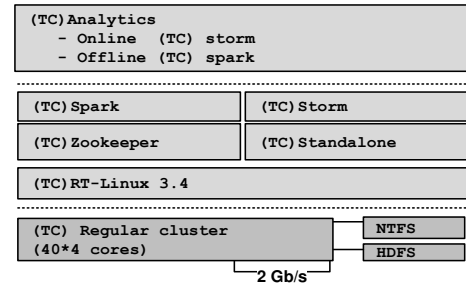 (TC)Analytics
- Online (TC) storm
- Offline (TC) spark
(TC)Spark
(TC)Storm
(TC)Zookeeper
(TC)Standalone
(TC)RT-Linux 3.4
(TC) Regular cluster
(40*4 cores)
NTFS
HDFS
2 Gb/s